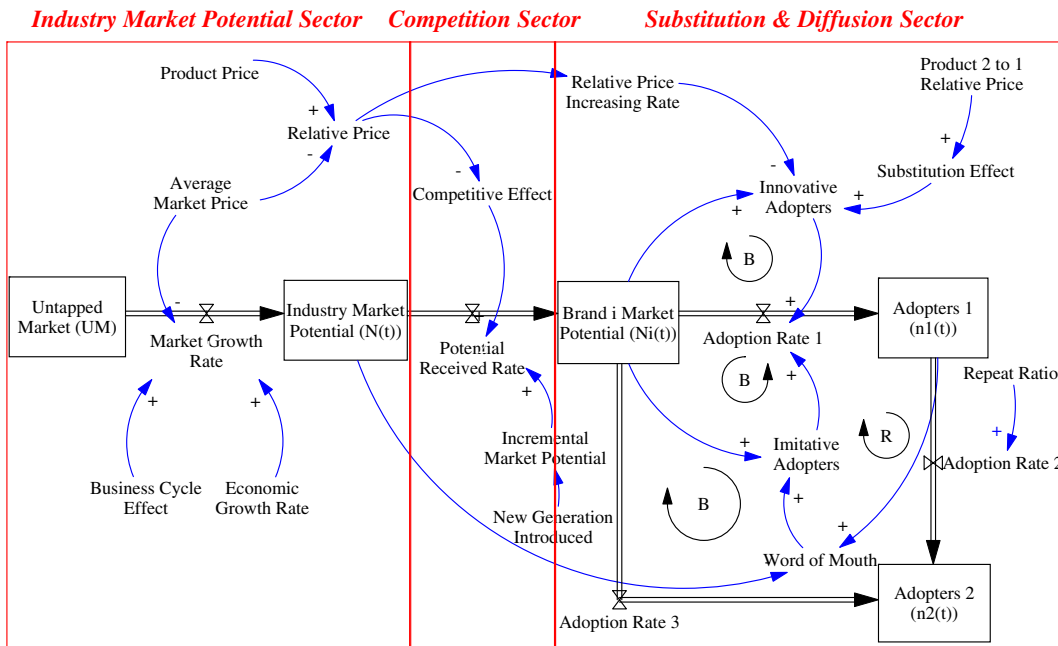 Industry Market Potential Sector
Competition Sector
Substitution & Diffusion Sector
Product Price
+
Relative Price
-
Average
Market Price
-
Untapped
Market (UM)
Market Growth
Rate
+
+
Business Cycle
Effect
Economic
Growth Rate
Industry Market
Potential (N(t))
-
Competitive Effect
+
Potential
Received Rate
+
Incremental
Market Potential
New Generation
Introduced
Relative Price
Increasing Rate
Product 2 to 1
Relative Price
+
Substitution Effect
-
Innovative
Adopters
+
+
B
Brand i Market
Potential (Ni(t))
+
Adoption Rate 1
Adopters 1
(n1(t))
B
+
Repeat Ratio
R
+
Imitative
Adopters
+
Adoption Rate 2
B
+
+
Word of Mouth
Adoption Rate 3
Adopters 2
(n2(t))